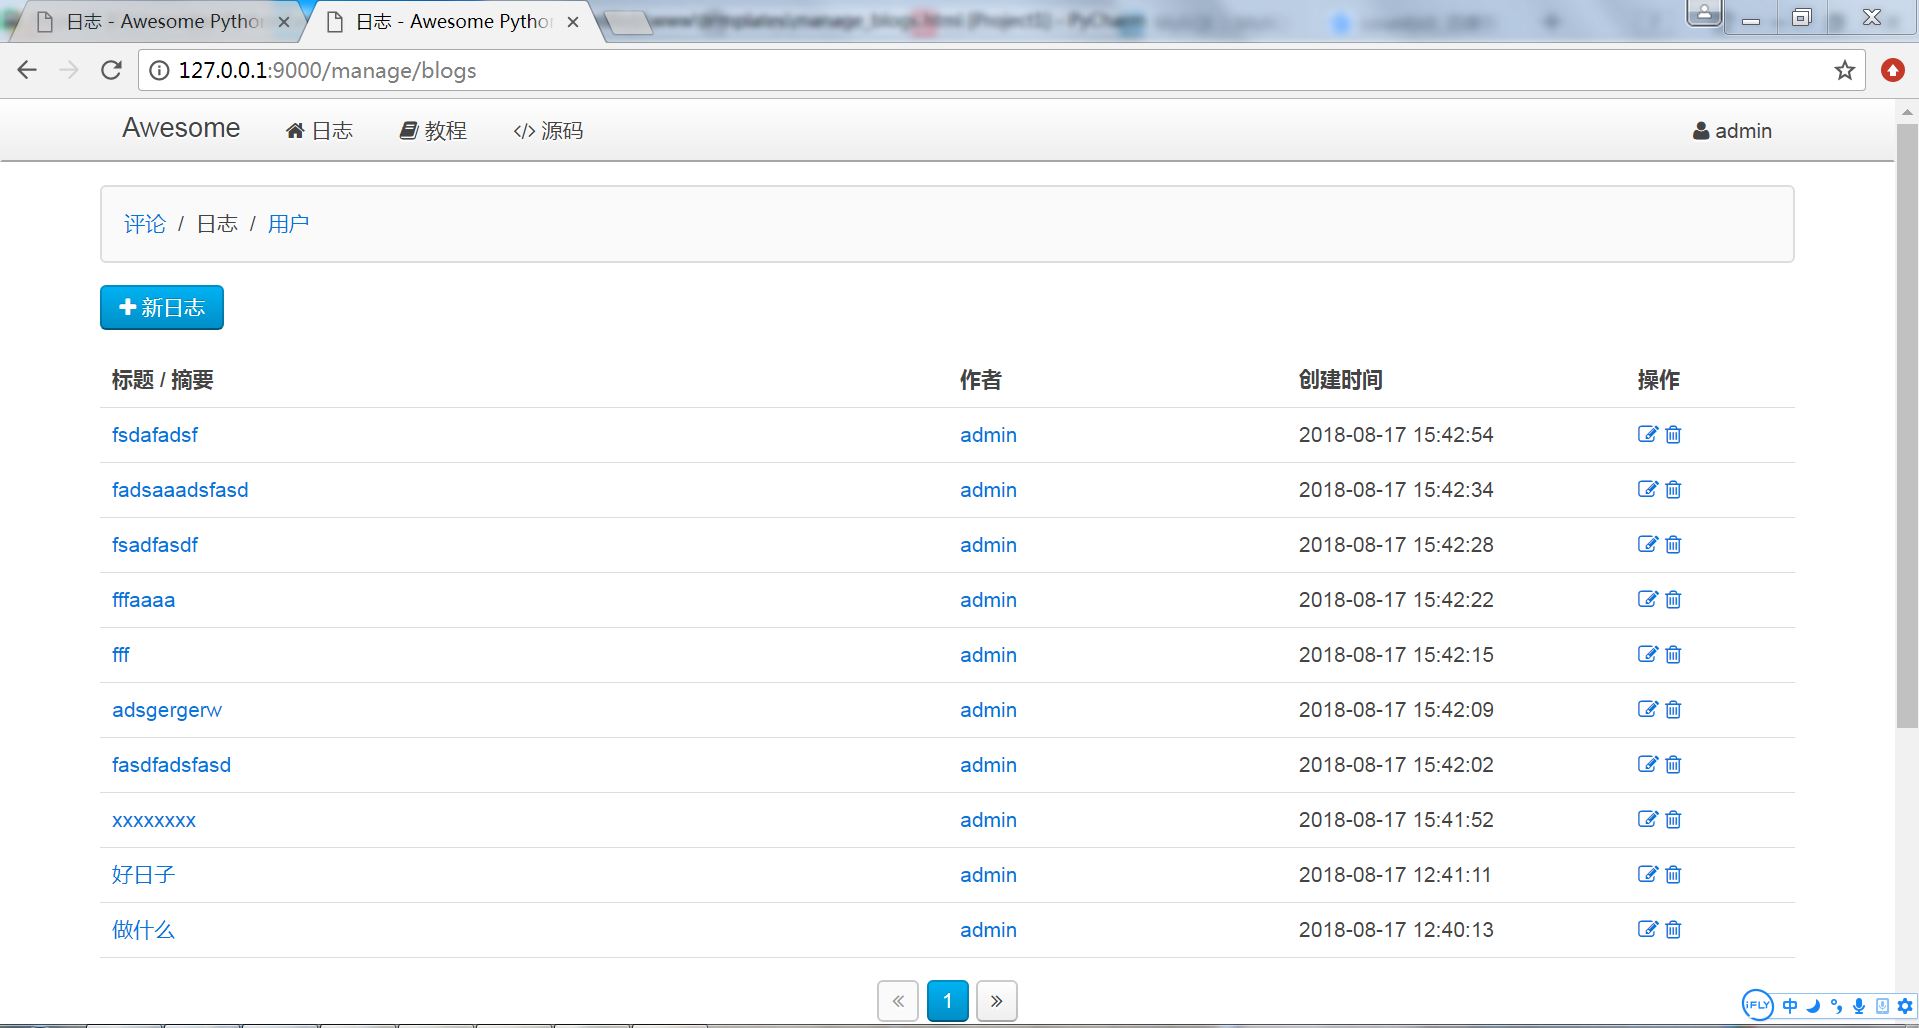 日志 - Awesome Pytho
日志 - Awesome Pytho
127.0.0.1:9000/manage/blogs
Awesome 日志 教程 </> 源码 admin
评论 / 日志 / 用户
新日志
标题 / 摘要 作者 创建时间 操作
fsdafadsf admin 2018-08-17 15:42:54
fadsaaadsfasd admin 2018-08-17 15:42:34
fsadfasdf admin 2018-08-17 15:42:28
fffaaaa admin 2018-08-17 15:42:22
fff admin 2018-08-17 15:42:15
adsgergerw admin 2018-08-17 15:42:09
fasdfadsfasd admin 2018-08-17 15:42:02
xxxxxxxx admin 2018-08-17 15:41:52
好日子 admin 2018-08-17 12:41:11
做什么 admin 2018-08-17 12:40:13
« 1 »
iFLY 中